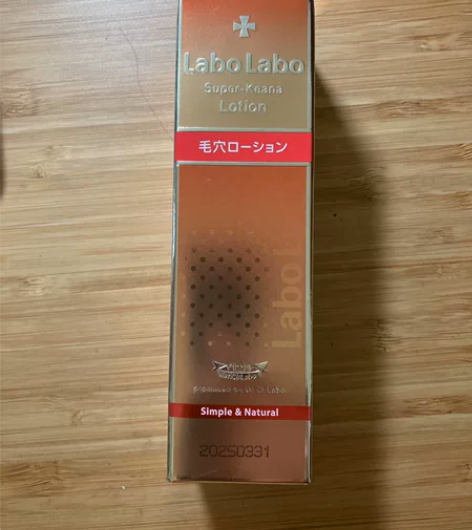 Labo Labo
Super-Keana
Lotion
毛穴ローション
Labo L
Simple & Natural
20250331